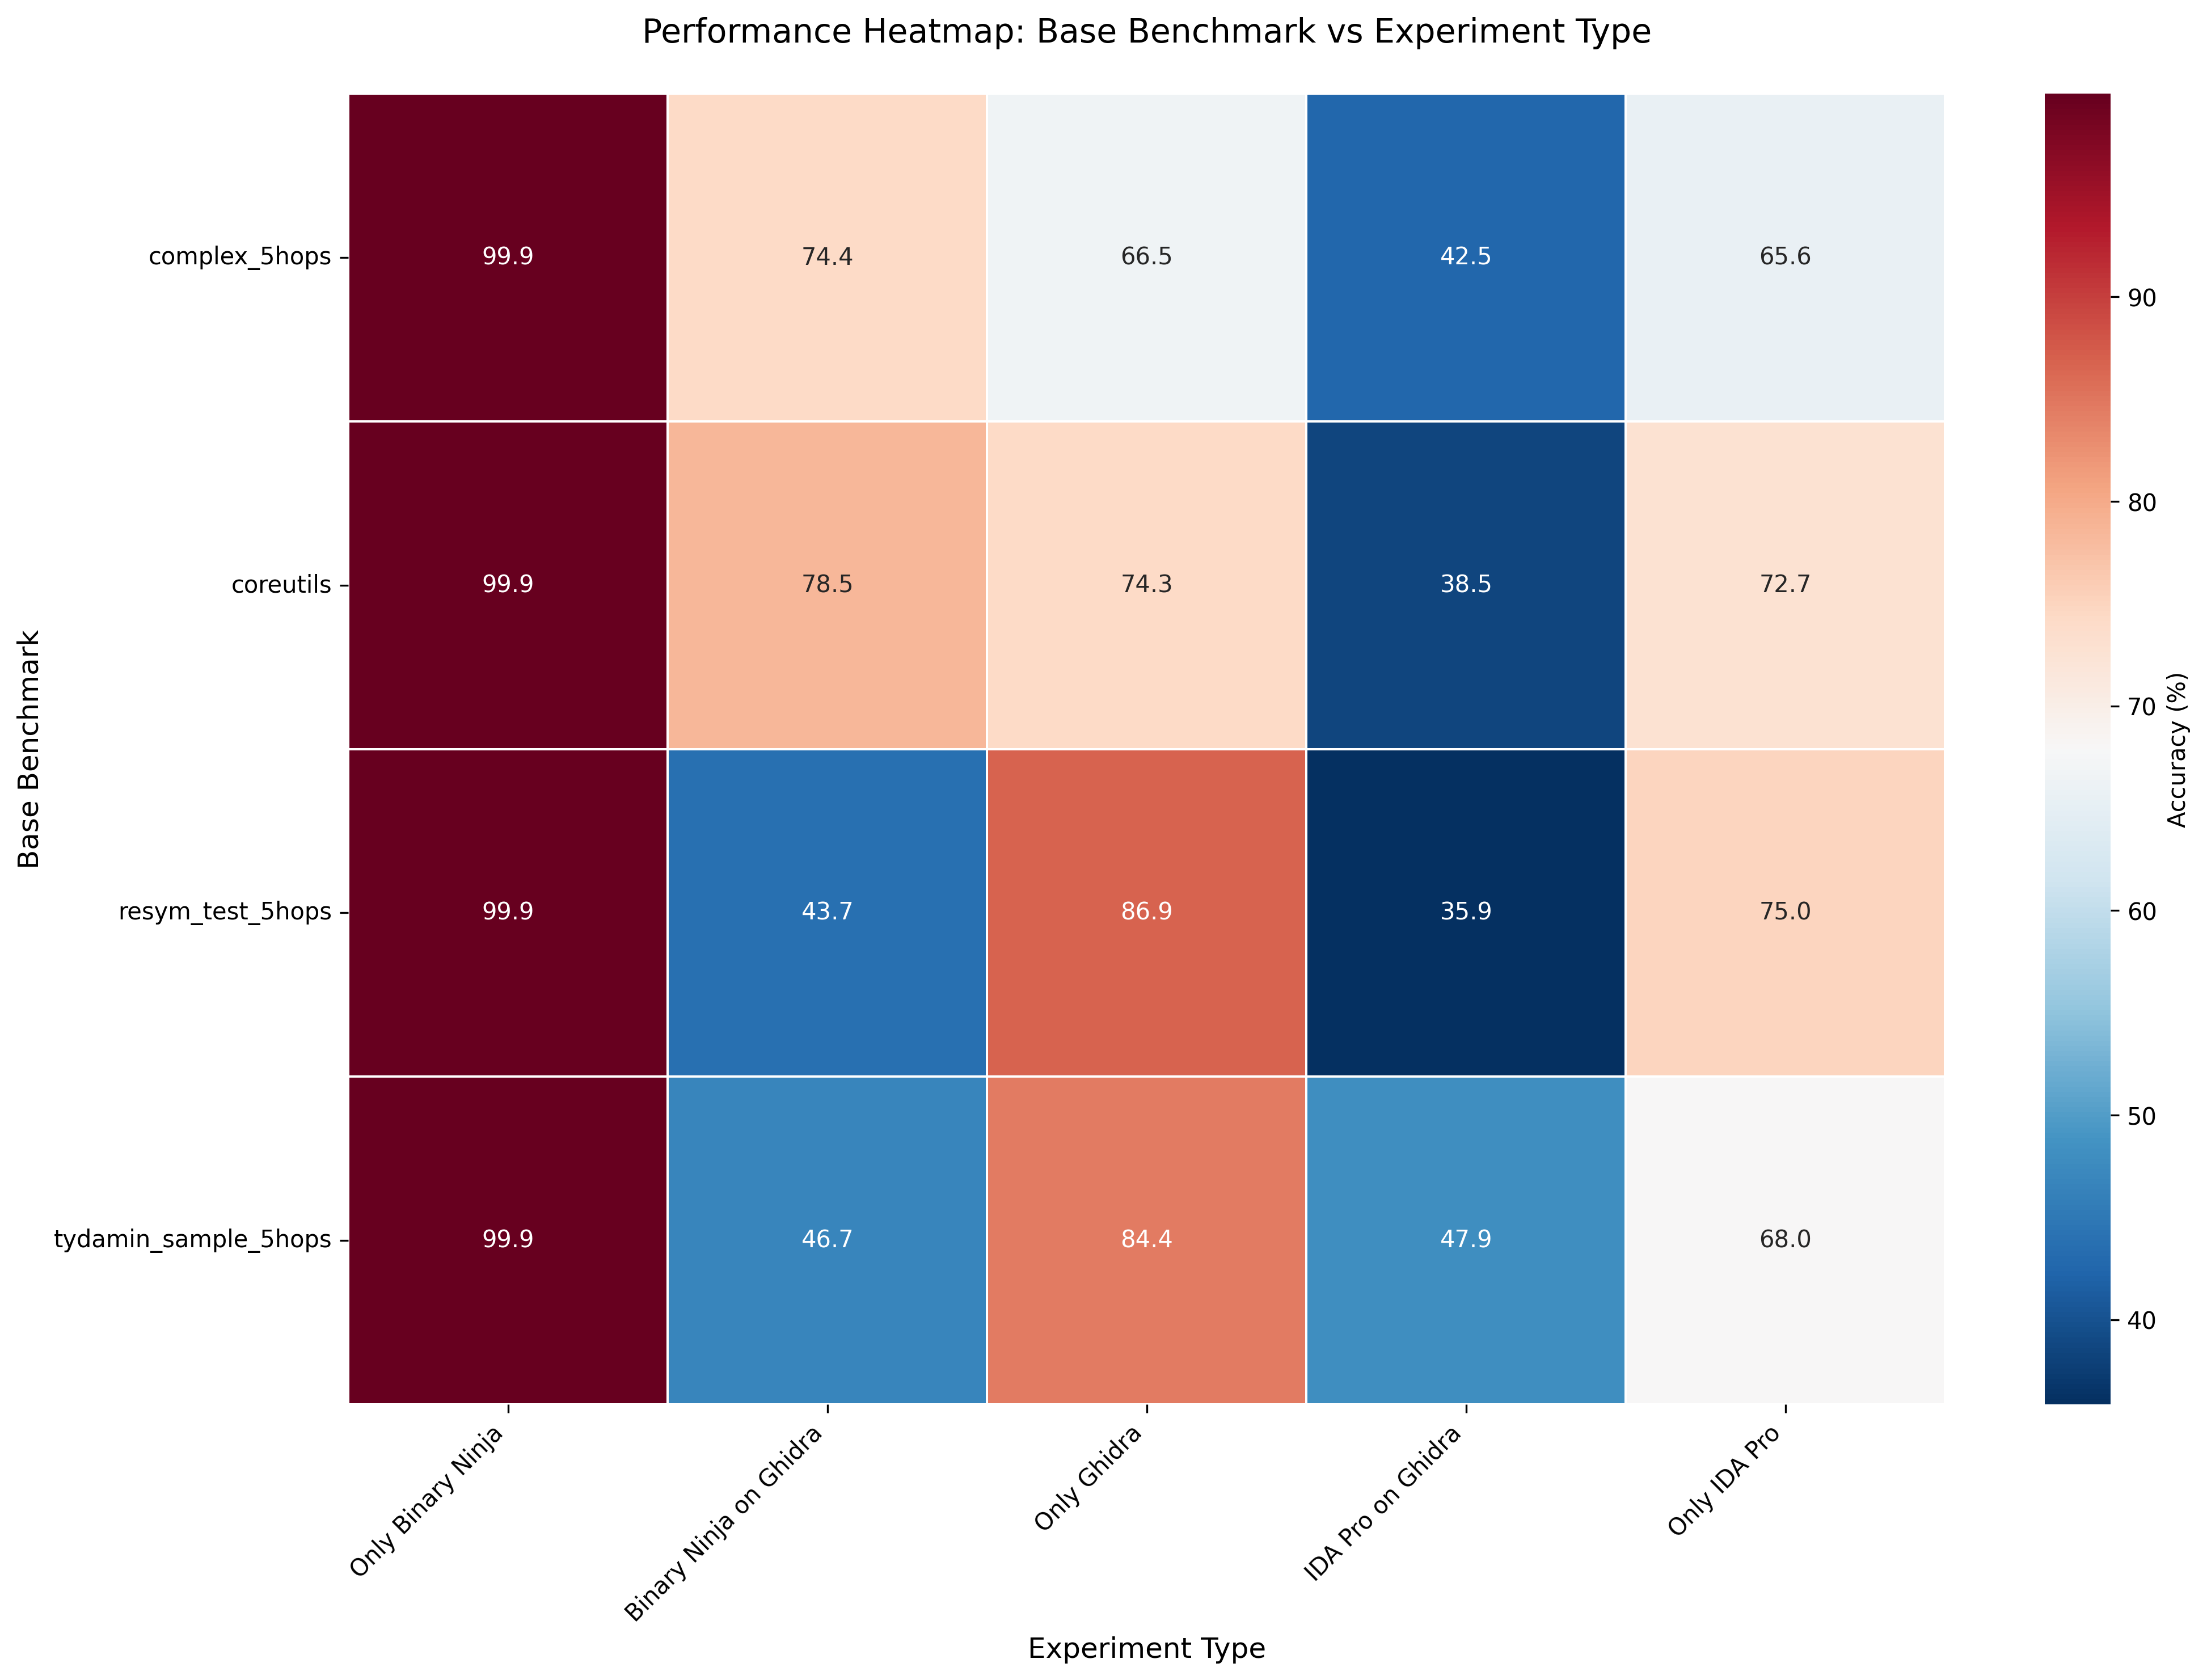 Performance Heatmap: Base Benchmark vs Experiment Type
complex_5hops
99.9
74.4
66.5
42.5
65.6
coreutils
99.9
78.5
74.3
38.5
72.7
resym_test_5hops
99.9
43.7
86.9
35.9
75.0
tydamin_sample_5hops
99.9
46.7
84.4
47.9
68.0
Base Benchmark
Only Binary Ninja
Binary Ninja on Ghidra
Only Ghidra
IDA Pro on Ghidra
Only IDA Pro
Experiment Type
90
80
70
60
50
40
Accuracy (%)